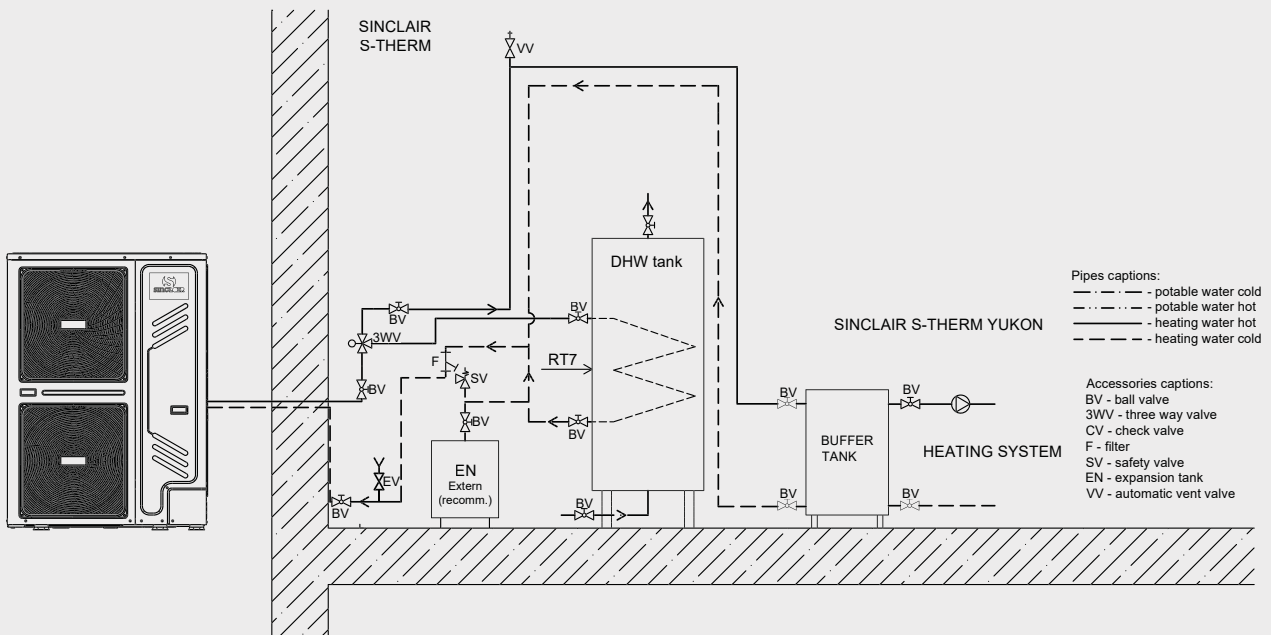 SINCLAIR
S-THERM
VV
DHW tank
BV
3WV
BV
BV
F
SV
RT7
BV
BV
EN
Extern
(recomm.)
EV
BV
BV
SINCLAIR S-THERM YUKON
BV
BV
BUFFER
TANK
HEATING SYSTEM
BV
BV
Pipes captions:
- potable water cold
- potable water hot
- heating water hot
- heating water cold
Accessories captions:
BV - ball valve
3WV - three way valve
CV - check valve
F - filter
SV - safety valve
EN - expansion tank
VV - automatic vent valve
SINCLAIR